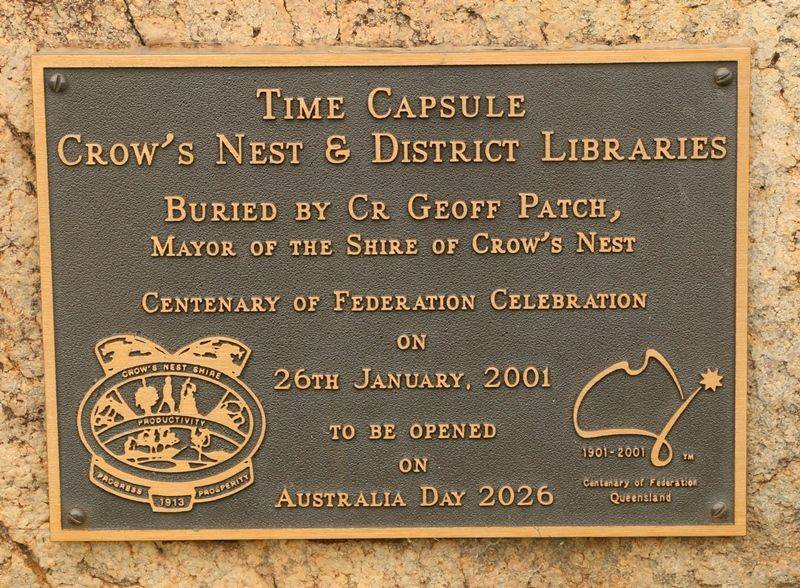 TIME CAPSULE
CROW'S NEST & DISTRICT LIBRARIES
BURIED BY CR GEOFF PATCH,
MAYOR OF THE SHIRE OF CROW'S NEST
CENTENARY OF FEDERATION CELEBRATION
ON
26TH JANUARY, 2001
TO BE OPENED
ON
AUSTRALIA DAY 2026
CROW'S NEST SHIRE
PRODUCTIVITY
PROGRESS
PROSPERITY
1913
1901-2001 TM
Centenary of Federation
Queensland